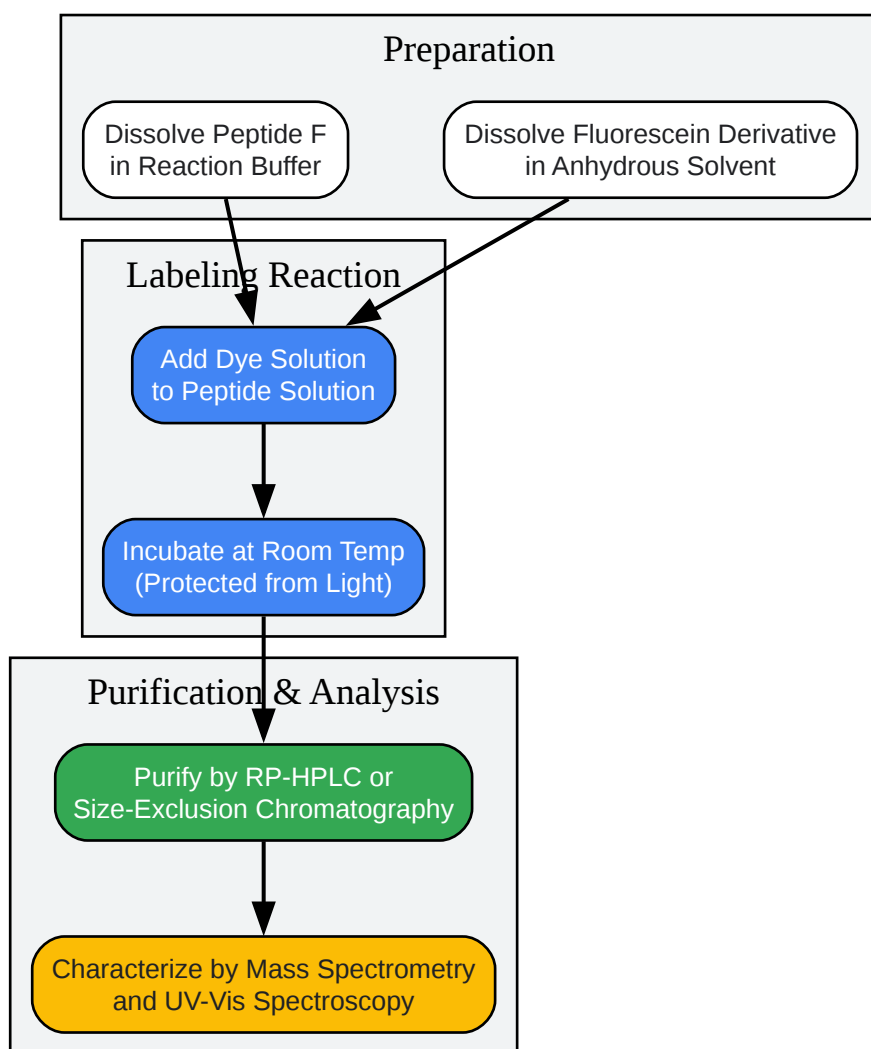 Preparation
Dissolve Peptide F
in Reaction Buffer
Dissolve Fluorescein Derivative
in Anhydrous Solvent
Labeling Reaction
Add Dye Solution
to Peptide Solution
Incubate at Room Temp
(Protected from Light)
Purification & Analysis
Purify by RP-HPLC or
Size-Exclusion Chromatography
Characterize by Mass Spectrometry
and UV-Vis Spectroscopy